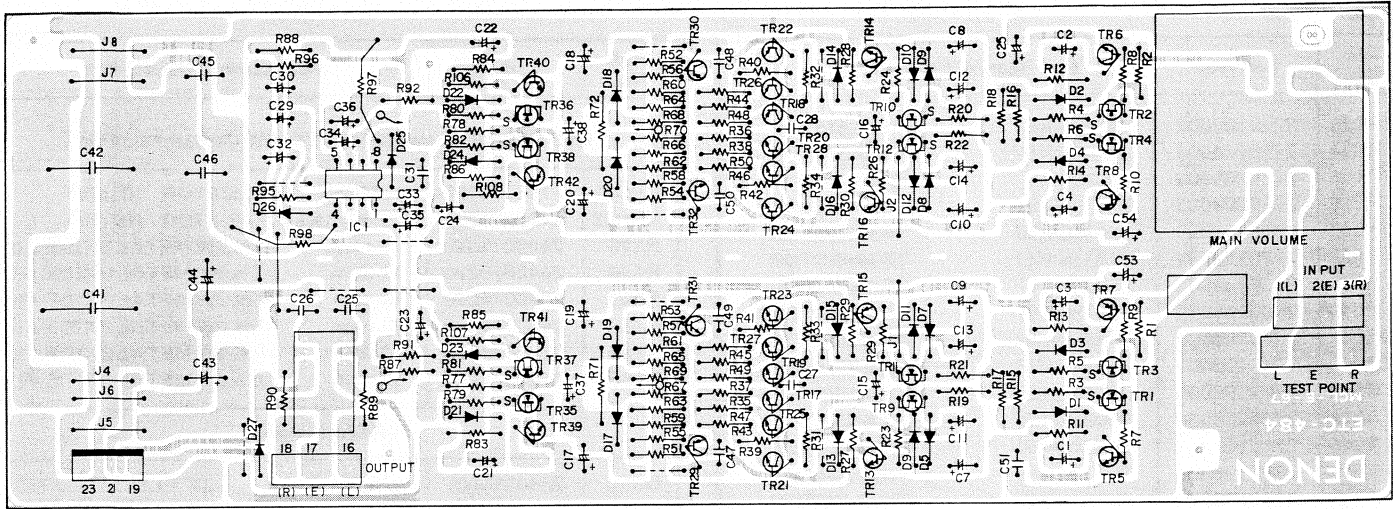 J8
J7
C45
C42
C46
R88
R96
C30
C29
C32
R95
D26
R98
R97
C36
C34
5
8
4
1
IC1
R92
D25
C31
C33
C35
C24
C22
R84
R106
D22
R80
R78
R82
D24
R86
R108
TR40
TR36
S
S
TR38
TR42
C18
C38
C20
R72
D18
D20
TR30
R52
R56
R60
R64
R68
R70
R66
R62
R58
R54
TR32
C48
R40
TR26
R44
R48
R36
R38
R50
R46
R42
C50
TR22
TR18
C28
TR20
TR28
TR24
R32
D14
R28
R34
D16
R30
TR14
R24
D10
D9
TR10
S
C16
TR12
S
R26
TR16
J2
D12
D8
C8
C12
R20
R22
C14
C10
C25
R18
R16
C2
R12
D2
R4
R6
D4
R14
C4
TR6
R8
R2
TR2
S
S
TR4
TR8
R10
C54
C53
MAIN VOLUME
INPUT
1(L) 2(E) 3(R)
L E R
TEST POINT
ETC-484
DENON
C44
C41
C43
J4
J6
J5
23 21 19
C26
C25
R90
R89
D27
18 17 16
OUTPUT
(R) (E) (L)
C23
R91
R87
R85
R107
D23
R81
R77
R79
D21
R83
C21
TR41
TR37
S
S
TR35
TR39
C19
C37
C17
R71
D19
D17
TR31
R53
R57
R61
R65
R69
R67
R63
R59
R55
R51
TR29
C49
R41
TR27
R45
R49
R37
R35
R47
R43
R39
C47
TR23
TR19
C27
TR17
TR25
TR21
R33
D15
R29
R31
D13
R27
TR15
R29
J1
D11
D7
TR11
S
C15
TR9
S
R23
TR13
D9
D5
C9
C13
R21
R19
C11
C7
R17
R15
C51
C3
R13
D3
R5
R3
D1
R11
C1
TR7
R9
R1
S
TR3
S
TR1
R7
TR5